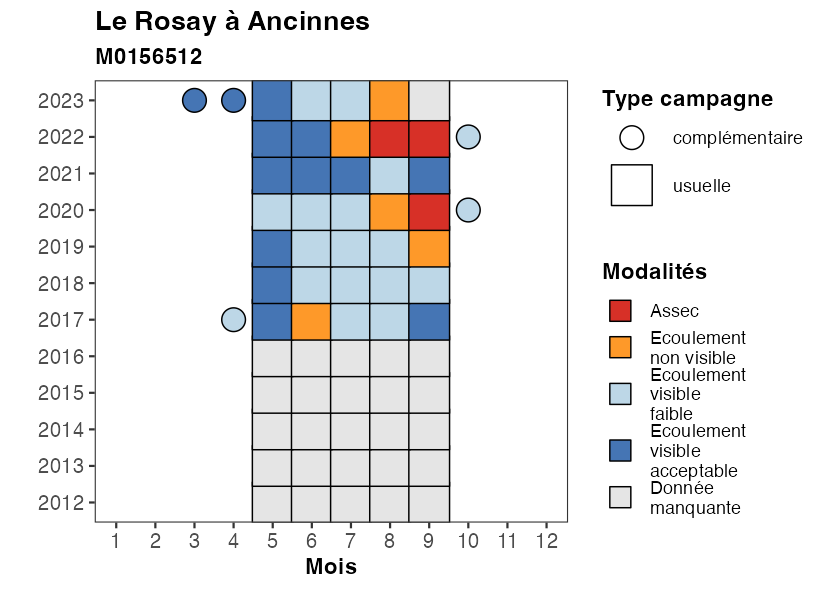 Le Rosay à Ancinnes
M0156512
2023
2022
2021
2020
2019
2018
2017
2016
2015
2014
2013
2012
1 2 3 4 5 6 7 8 9 10 11 12
Mois
Type campagne
complémentaire
usuelle
Modalités
Assec
Ecoulement
non visible
Ecoulement
visible
faible
Ecoulement
visible
acceptable
Donnée
manquante